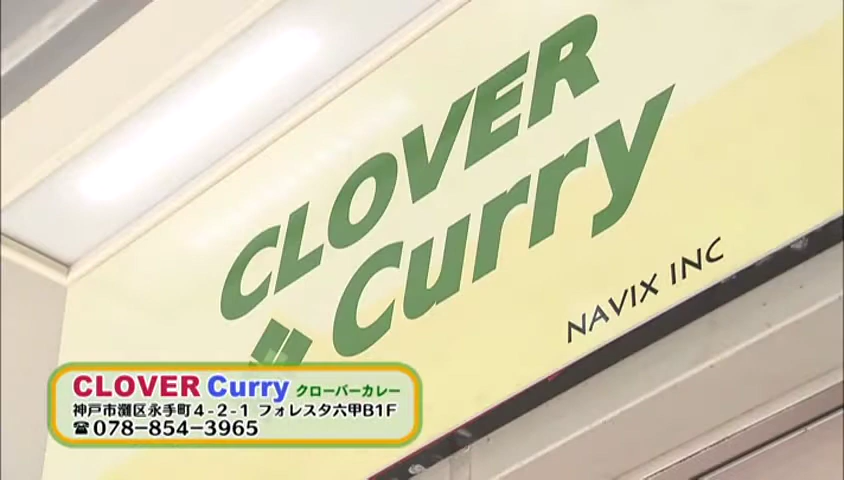 CLOVER
Curry
NAVIX INC
CLOVER Curry クローバーカレー
神戸市灘区永手町4-2-1 フォレスタ六甲B1F
☎078-854-3965